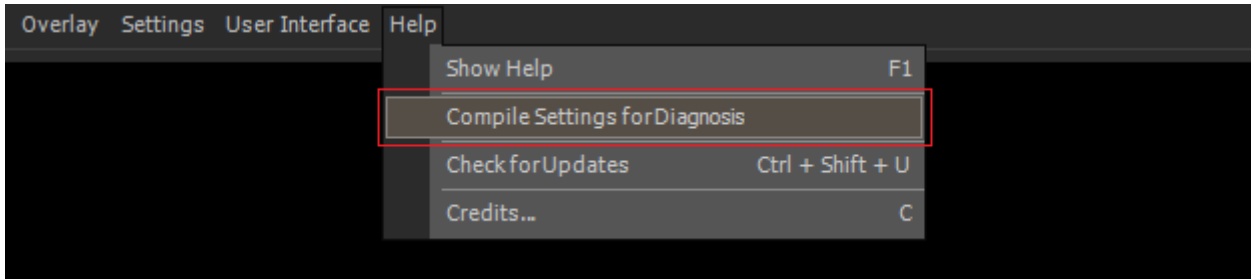 Overlay Settings User Interface Help
Show Help F1
Compile Settings for Diagnosis
Check for Updates Ctrl + Shift + U
Credits... C